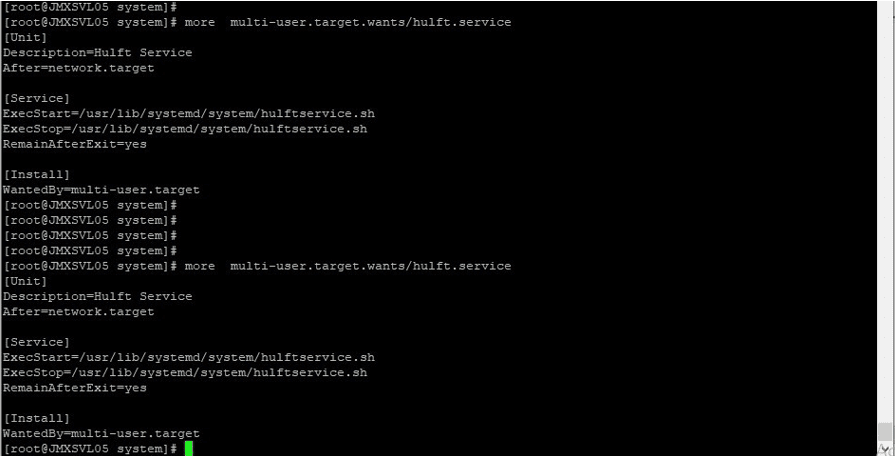 [root@JMXSVL05 system]#
[root@JMXSVL05 system]# more  multi-user.target.wants/hulft.service
[Unit]
Description=Hulft Service
After=network.target

[Service]
ExecStart=/usr/lib/systemd/system/hulftservice.sh
ExecStop=/usr/lib/systemd/system/hulftservice.sh
RemainAfterExit=yes

[Install]
WantedBy=multi-user.target
[root@JMXSVL05 system]#
[root@JMXSVL05 system]#
[root@JMXSVL05 system]#
[root@JMXSVL05 system]#
[root@JMXSVL05 system]# more  multi-user.target.wants/hulft.service
[Unit]
Description=Hulft Service
After=network.target

[Service]
ExecStart=/usr/lib/systemd/system/hulftservice.sh
ExecStop=/usr/lib/systemd/system/hulftservice.sh
RemainAfterExit=yes

[Install]
WantedBy=multi-user.target
[root@JMXSVL05 system]#